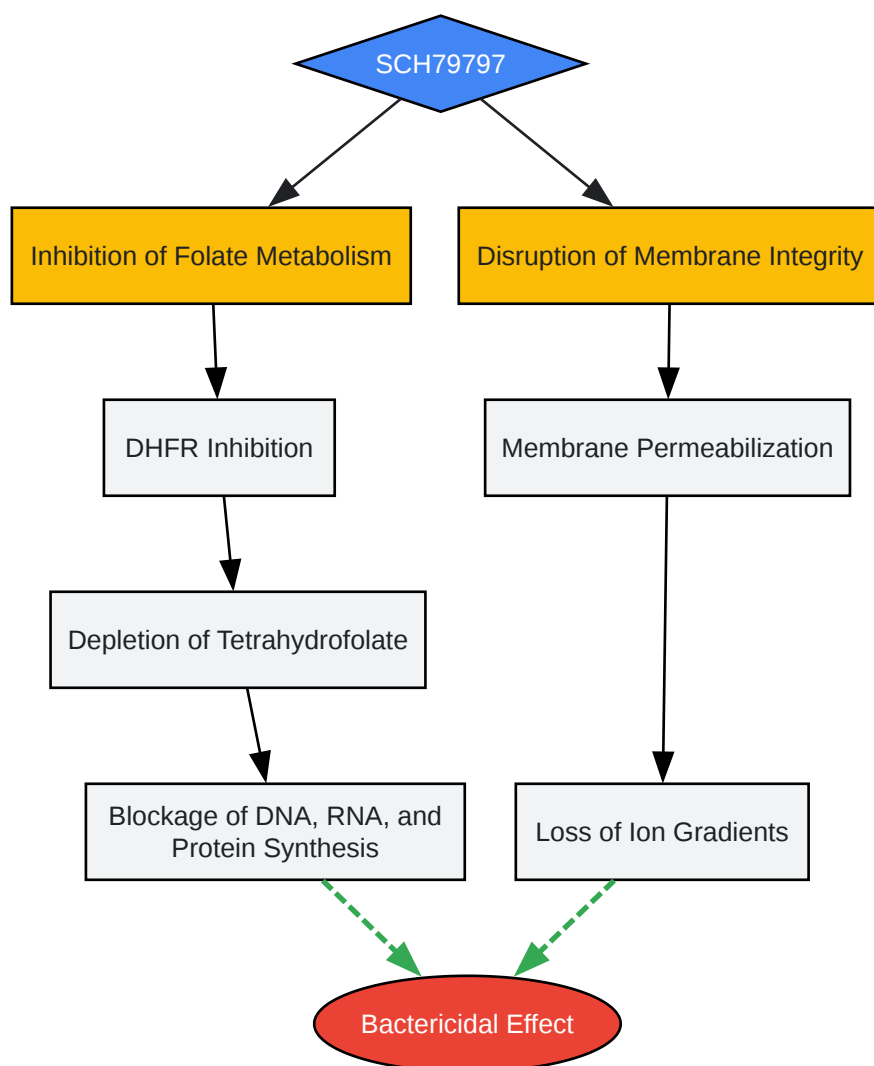 SCH79797
Inhibition of Folate Metabolism
Disruption of Membrane Integrity
DHFR Inhibition
Membrane Permeabilization
Depletion of Tetrahydrofolate
Blockage of DNA, RNA, and
Protein Synthesis
Loss of Ion Gradients
Bactericidal Effect